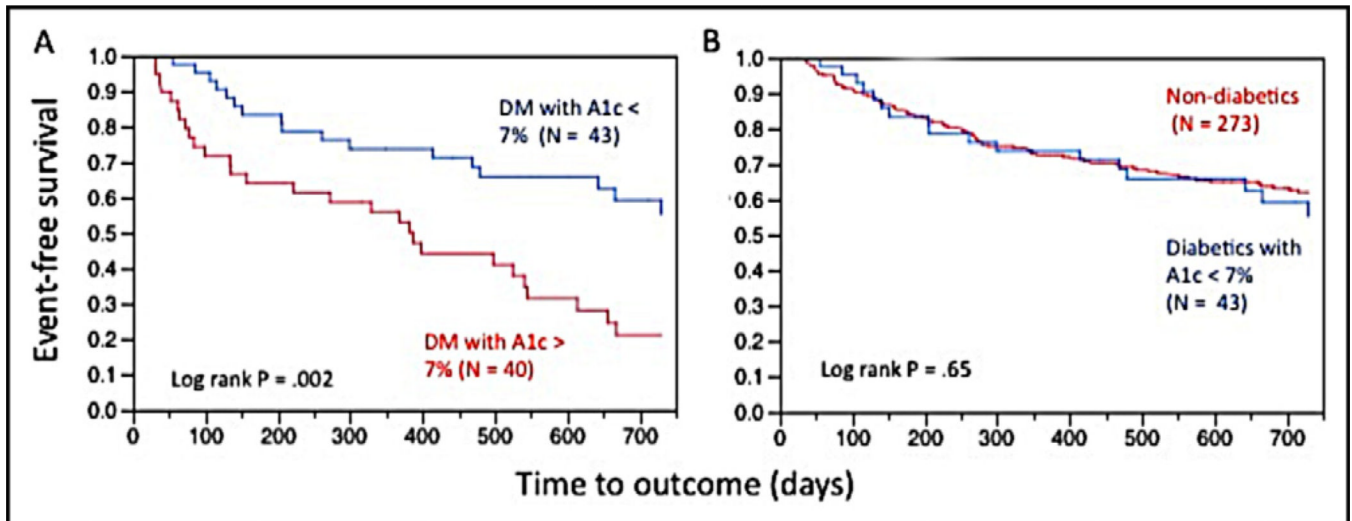 A
B
Event-free survival
1.0
0.9
0.8
0.7
0.6
0.5
0.4
0.3
0.2
0.1
0.0
DM with A1c <
7% (N = 43)
DM with A1c >
7% (N = 40)
Log rank P = .002
0 100 200 300 400 500 600 700
1.0
0.9
0.8
0.7
0.6
0.5
0.4
0.3
0.2
0.1
0.0
Non-diabetics
(N = 273)
Diabetics with
A1c < 7%
(N = 43)
Log rank P = .65
0 100 200 300 400 500 600 700
Time to outcome (days)